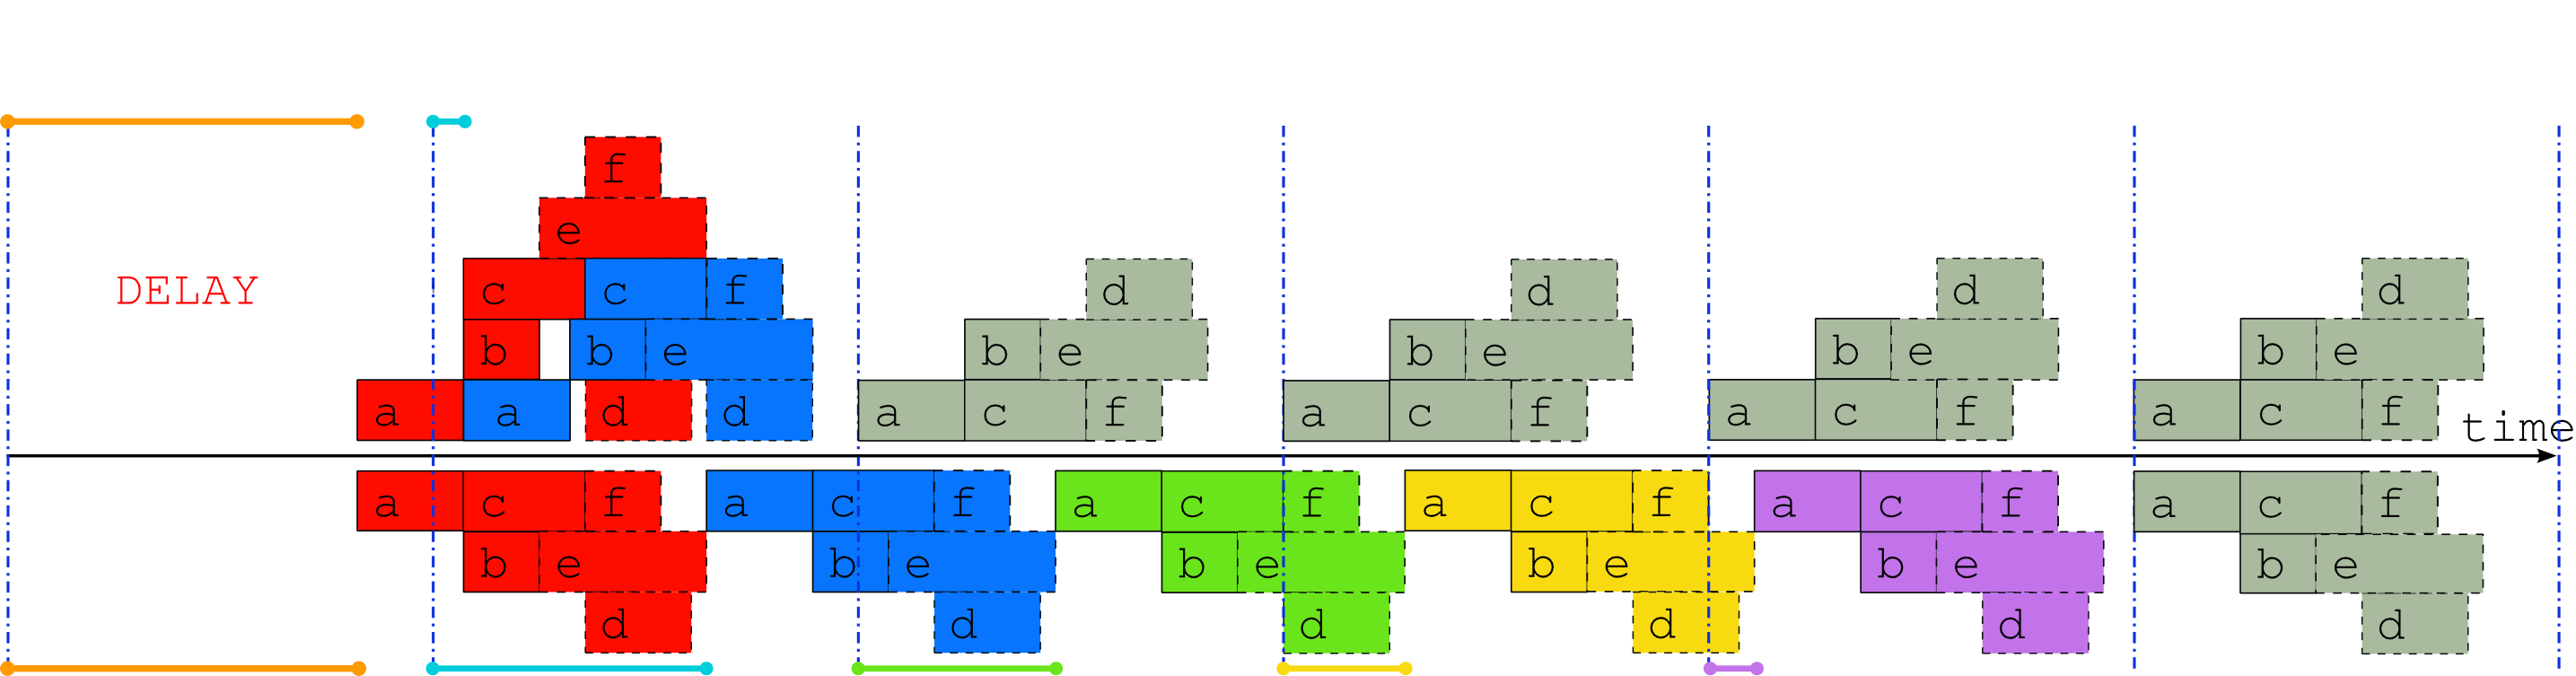 f
e
c c f d d d d
DELAY
b b e b e b e b e b e
a a d d a c f a c f a c f a c f
time
a c f a c f a c f a c f a c f a c f
b e b e b e b e b e b e
d d d d d d